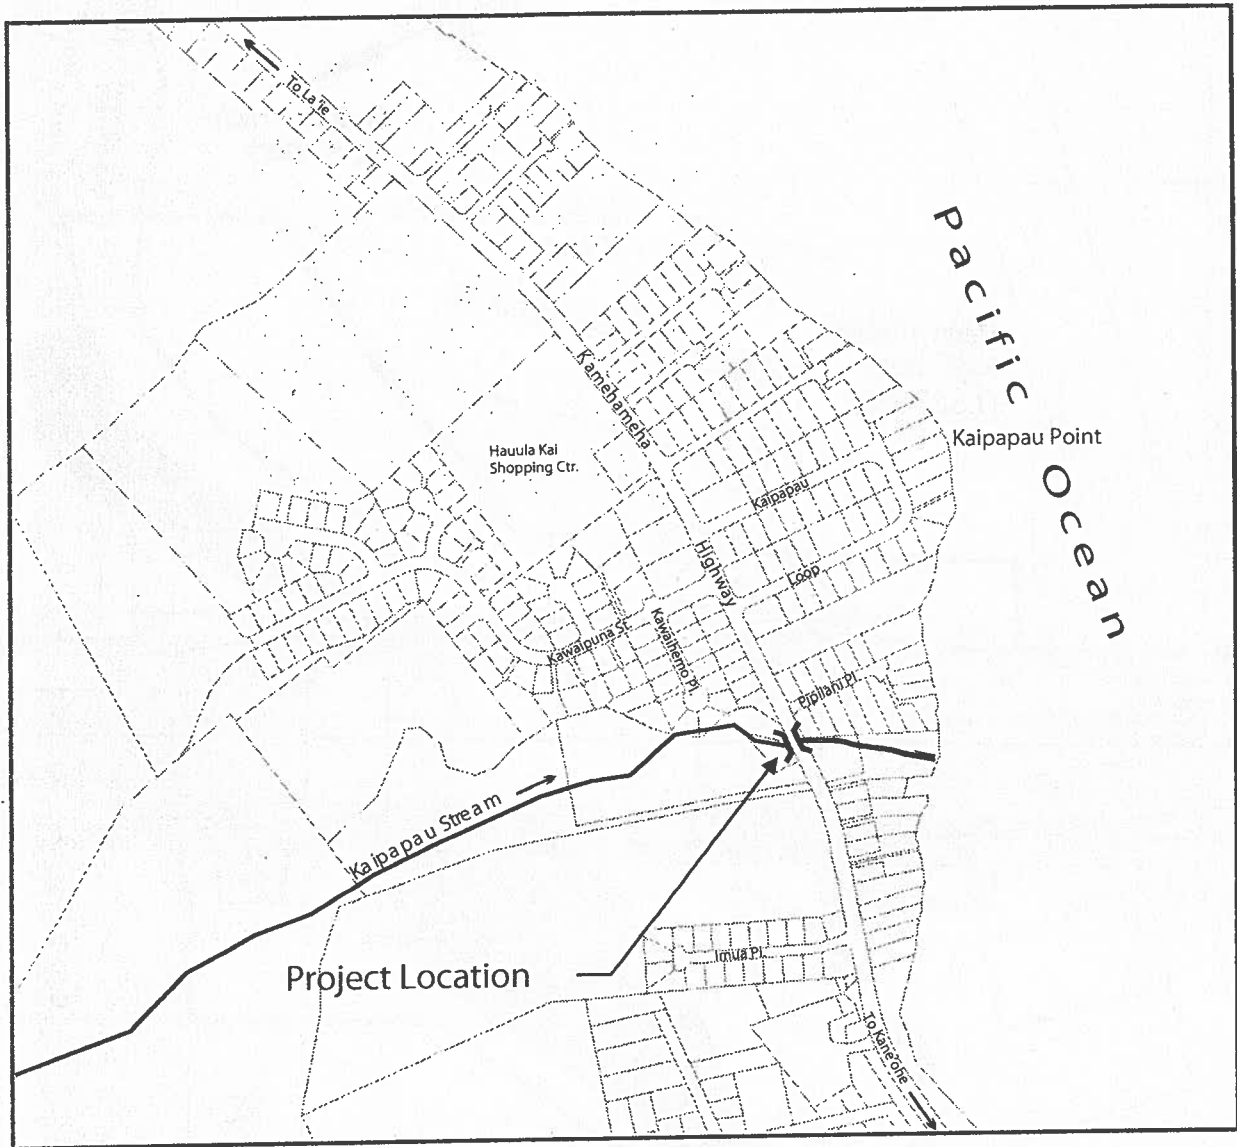 To La'ie
Pacific
Ocean
Kamehameha
Highway
Kaipapau Point
Hauula Kai
Shopping Ctr.
Kaipapau
Loop
Kawaipuna St.
Kawaihemo Pl.
Pipilani Pl.
Kaipapau Stream
Project Location
Imua Pl.
To Kane'ohe